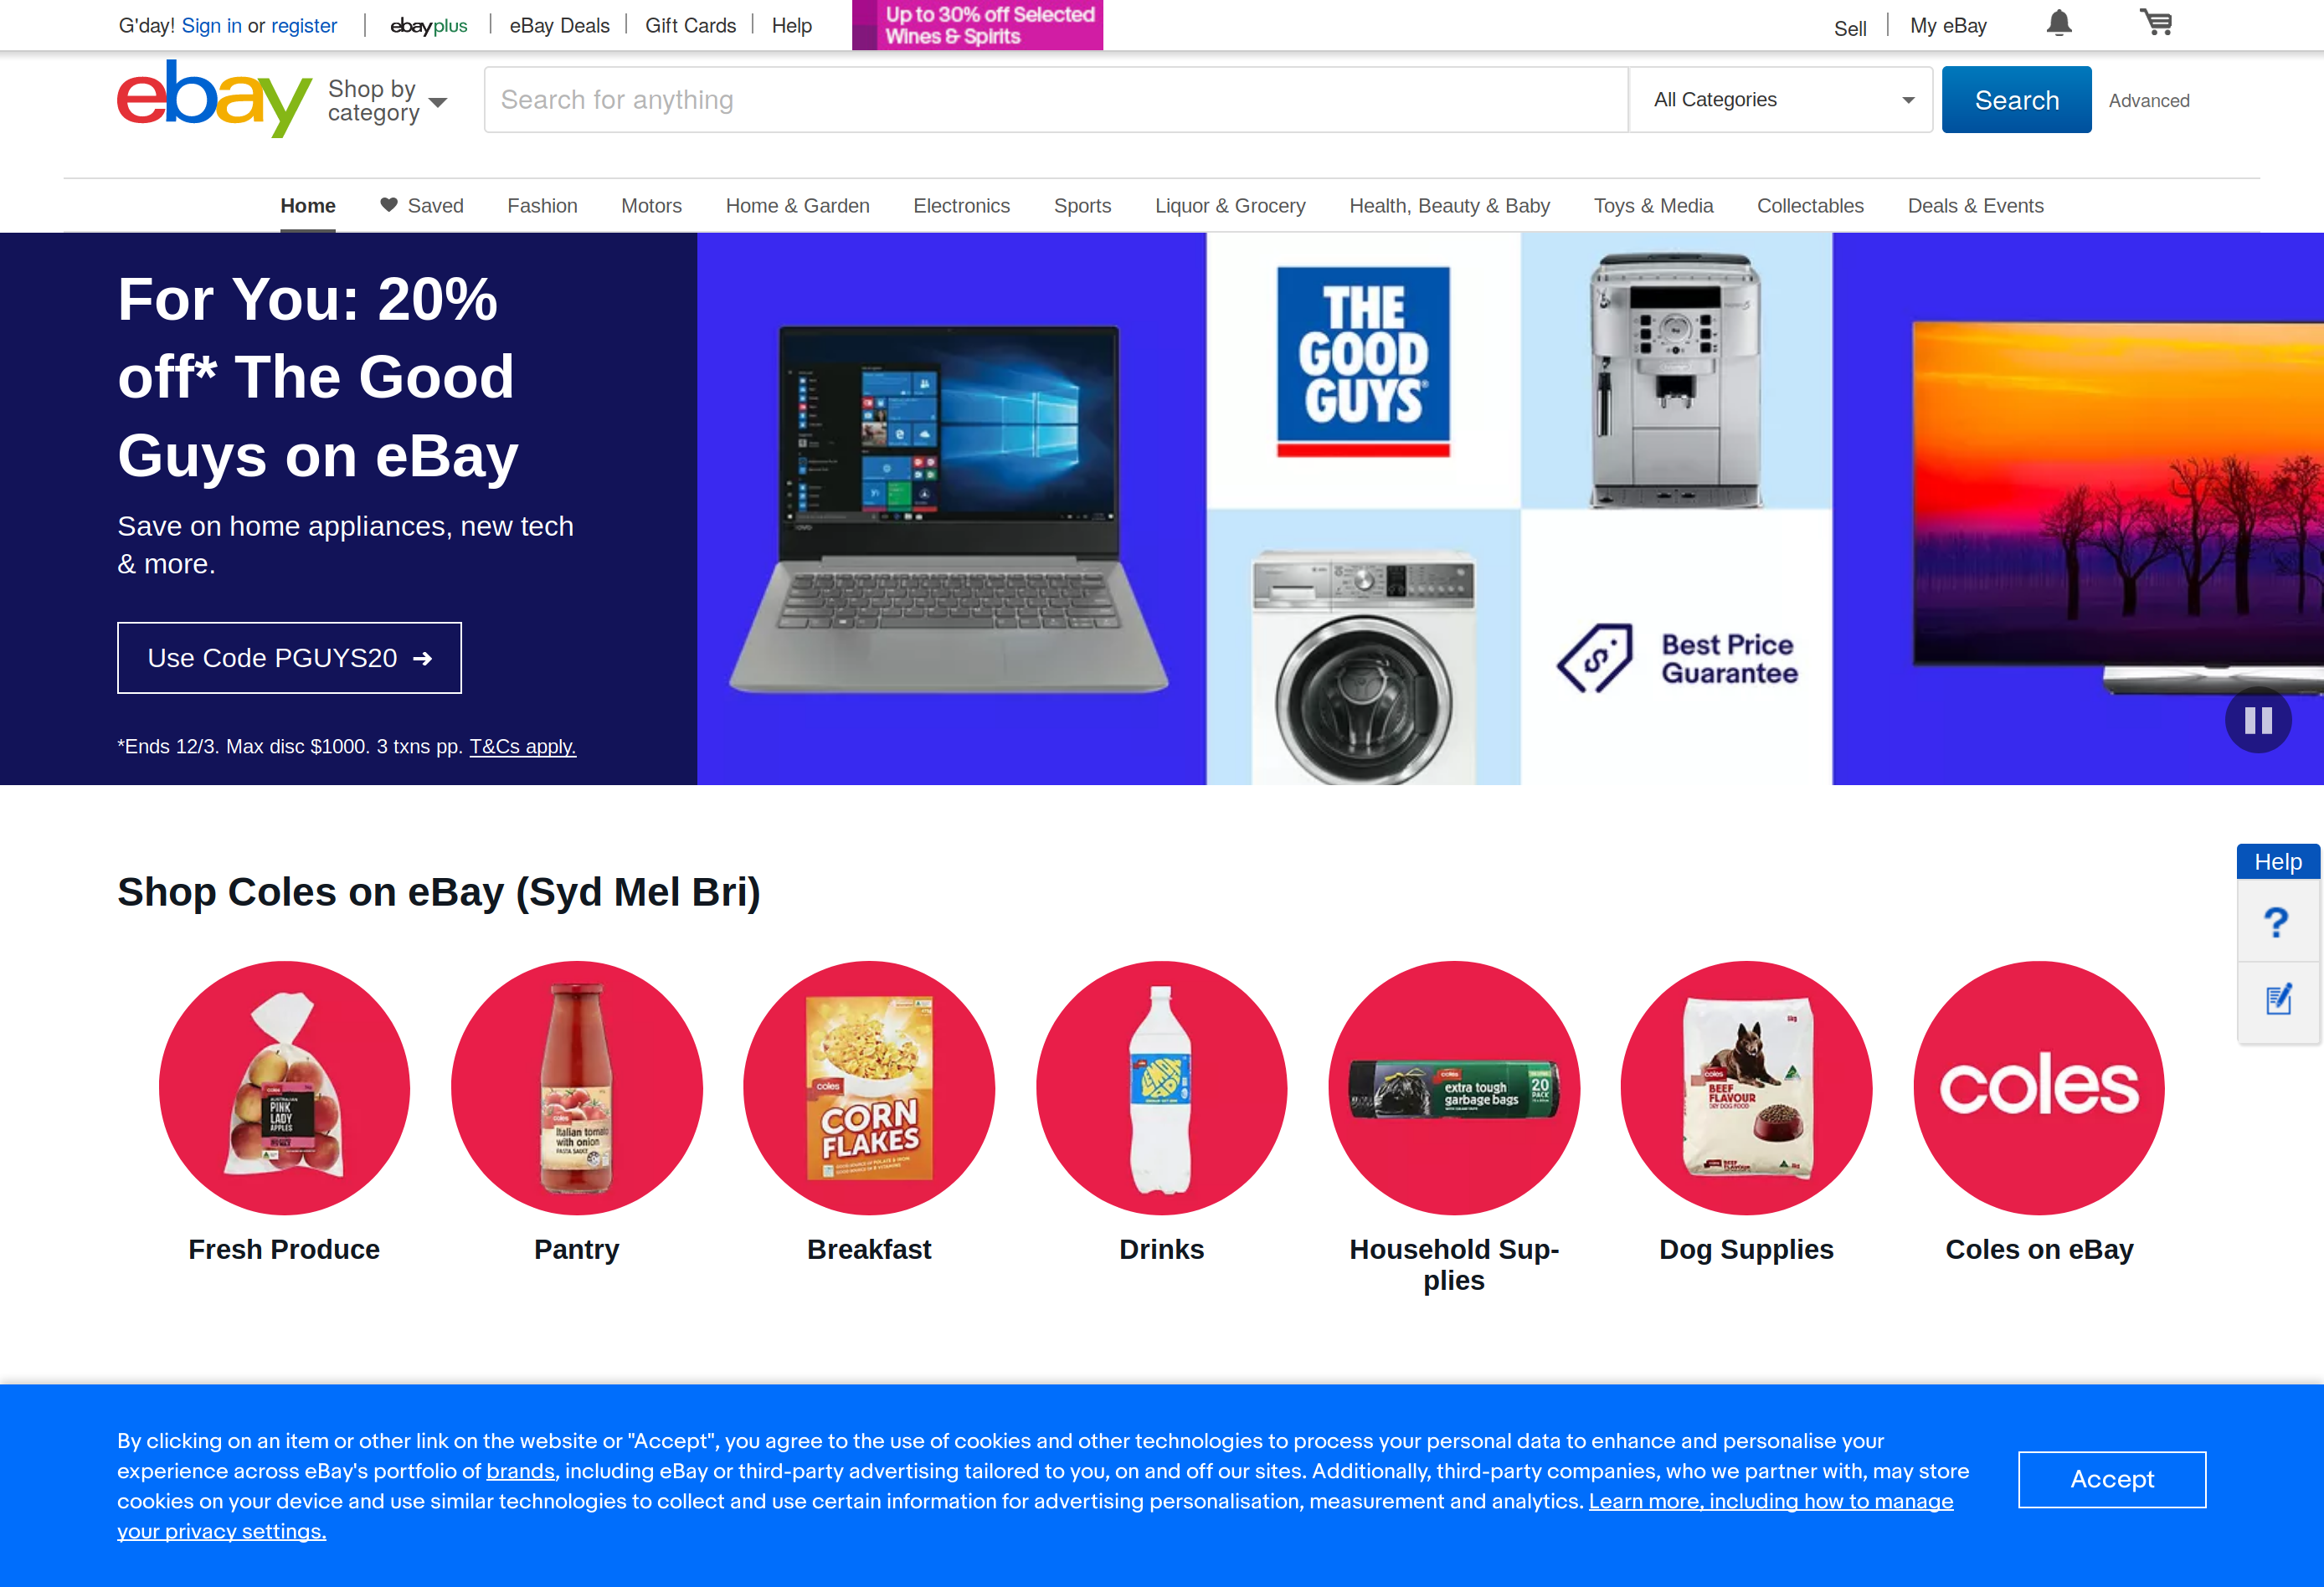 G'day! Sign in or register
ebayplus
eBay Deals
Gift Cards
Help
Up to 30% off Selected
Wines & Spirits
Sell
My eBay
ebay
Shop by
category
Search for anything
All Categories
Search
Advanced
Home
Saved
Fashion
Motors
Home & Garden
Electronics
Sports
Liquor & Grocery
Health, Beauty & Baby
Toys & Media
Collectables
Deals & Events
For You: 20%
off* The Good
Guys on eBay
Save on home appliances, new tech
& more.
Use Code PGUYS20
*Ends 12/3. Max disc $1000. 3 txns pp. T&Cs apply.
THE
GOOD
GUYS®
Best Price
Guarantee
Help
?
Shop Coles on eBay (Syd Mel Bri)
coles
PINK
LADY
APPLES
Italian tomato
with onion
PASTA SAUCE
coles
CORN
FLAKES
coles
extra tough
garbage bags
20
PACK
coles
BEEF
FLAVOUR
DRY DOG FOOD
coles
Fresh Produce
Pantry
Breakfast
Drinks
Household Sup-
plies
Dog Supplies
Coles on eBay
By clicking on an item or other link on the website or "Accept", you agree to the use of cookies and other technologies to process your personal data to enhance and personalise your
experience across eBay's portfolio of brands, including eBay or third-party advertising tailored to you, on and off our sites. Additionally, third-party companies, who we partner with, may store
cookies on your device and use similar technologies to collect and use certain information for advertising personalisation, measurement and analytics. Learn more, including how to manage
your privacy settings.
Accept